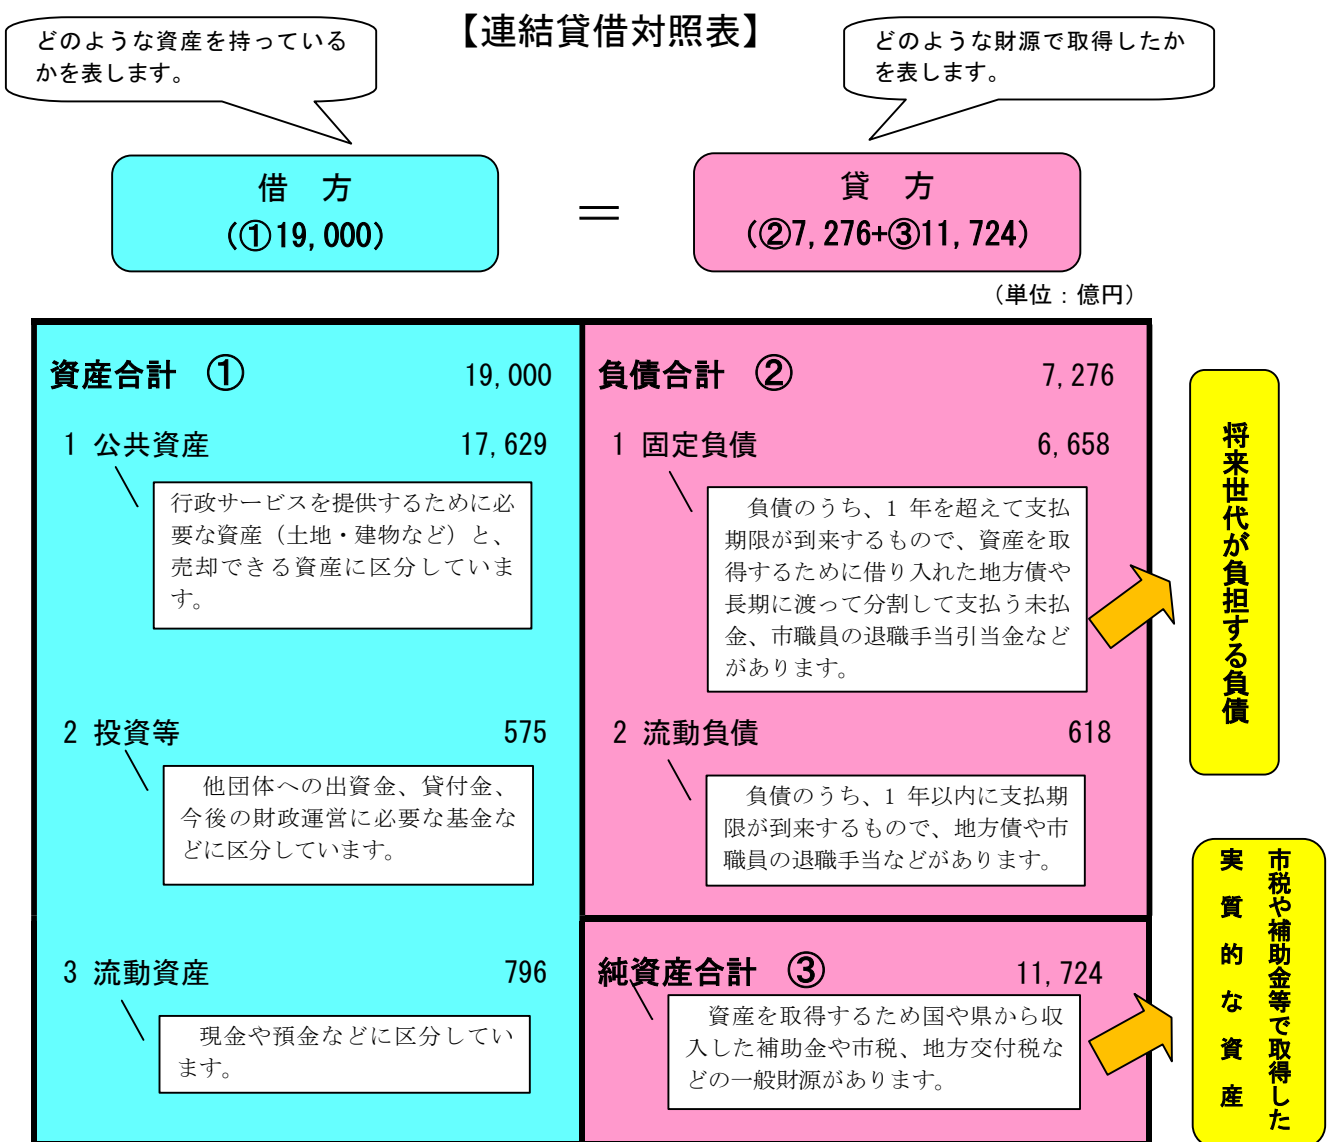 【連結貸借対照表】
どのような資産を持っている
かを表します。
どのような財源で取得したか
を表します。
借　方
(①19,000)
＝
貸　方
(②7,276+③11,724)
（単位：億円）
資産合計　①　19,000
1 公共資産　17,629
行政サービスを提供するために必
要な資産（土地・建物など）と、
売却できる資産に区分していま
す。
2 投資等　575
他団体への出資金、貸付金、
今後の財政運営に必要な基金な
どに区分しています。
3 流動資産　796
現金や預金などに区分してい
ます。
負債合計　②　7,276
1 固定負債　6,658
負債のうち、1 年を超えて支払
期限が到来するもので、資産を取
得するために借り入れた地方債や
長期に渡って分割して支払う未払
金、市職員の退職手当引当金など
があります。
2 流動負債　618
負債のうち、1 年以内に支払期
限が到来するもので、地方債や市
職員の退職手当などがあります。
純資産合計　③　11,724
資産を取得するため国や県から収
入した補助金や市税、地方交付税な
どの一般財源があります。
将来世代が負担する負債
市税や補助金等で取得した
実質的な資産